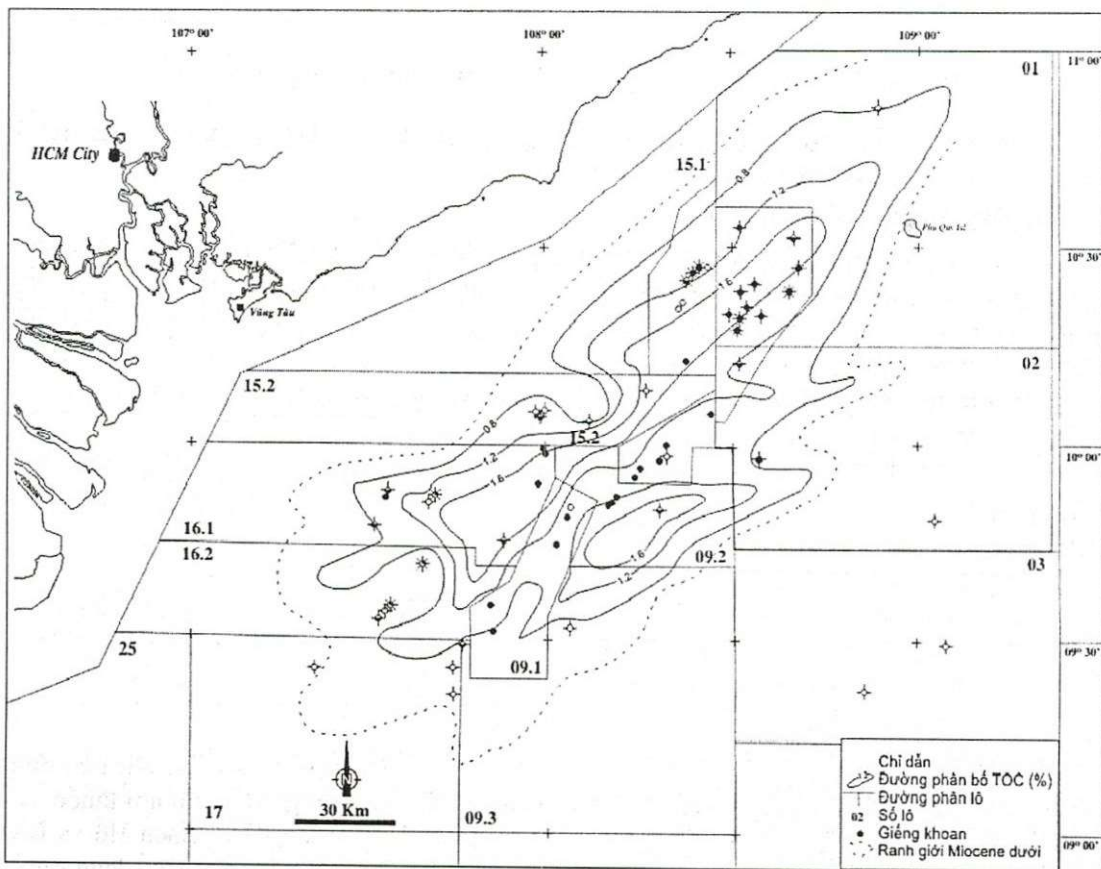 107° 00'
108° 00'
109° 00'
11° 00'
01
HCM City
15.1
0.8
1.2
Phu Qui Isl
10° 30'
1.6
Vũng Tàu
02
15.2
0.8
15.2
1.2
10° 00'
1.6
16.1
16.2
1.6
1.2
09.2
03
25
09.1
09° 30'
Chỉ dẫn
Đường phân bố TOC (%)
Đường phân lô
30 Km
02 Số lô
17
09.3
Giếng khoan
Ranh giới Miocene dưới
09° 00'